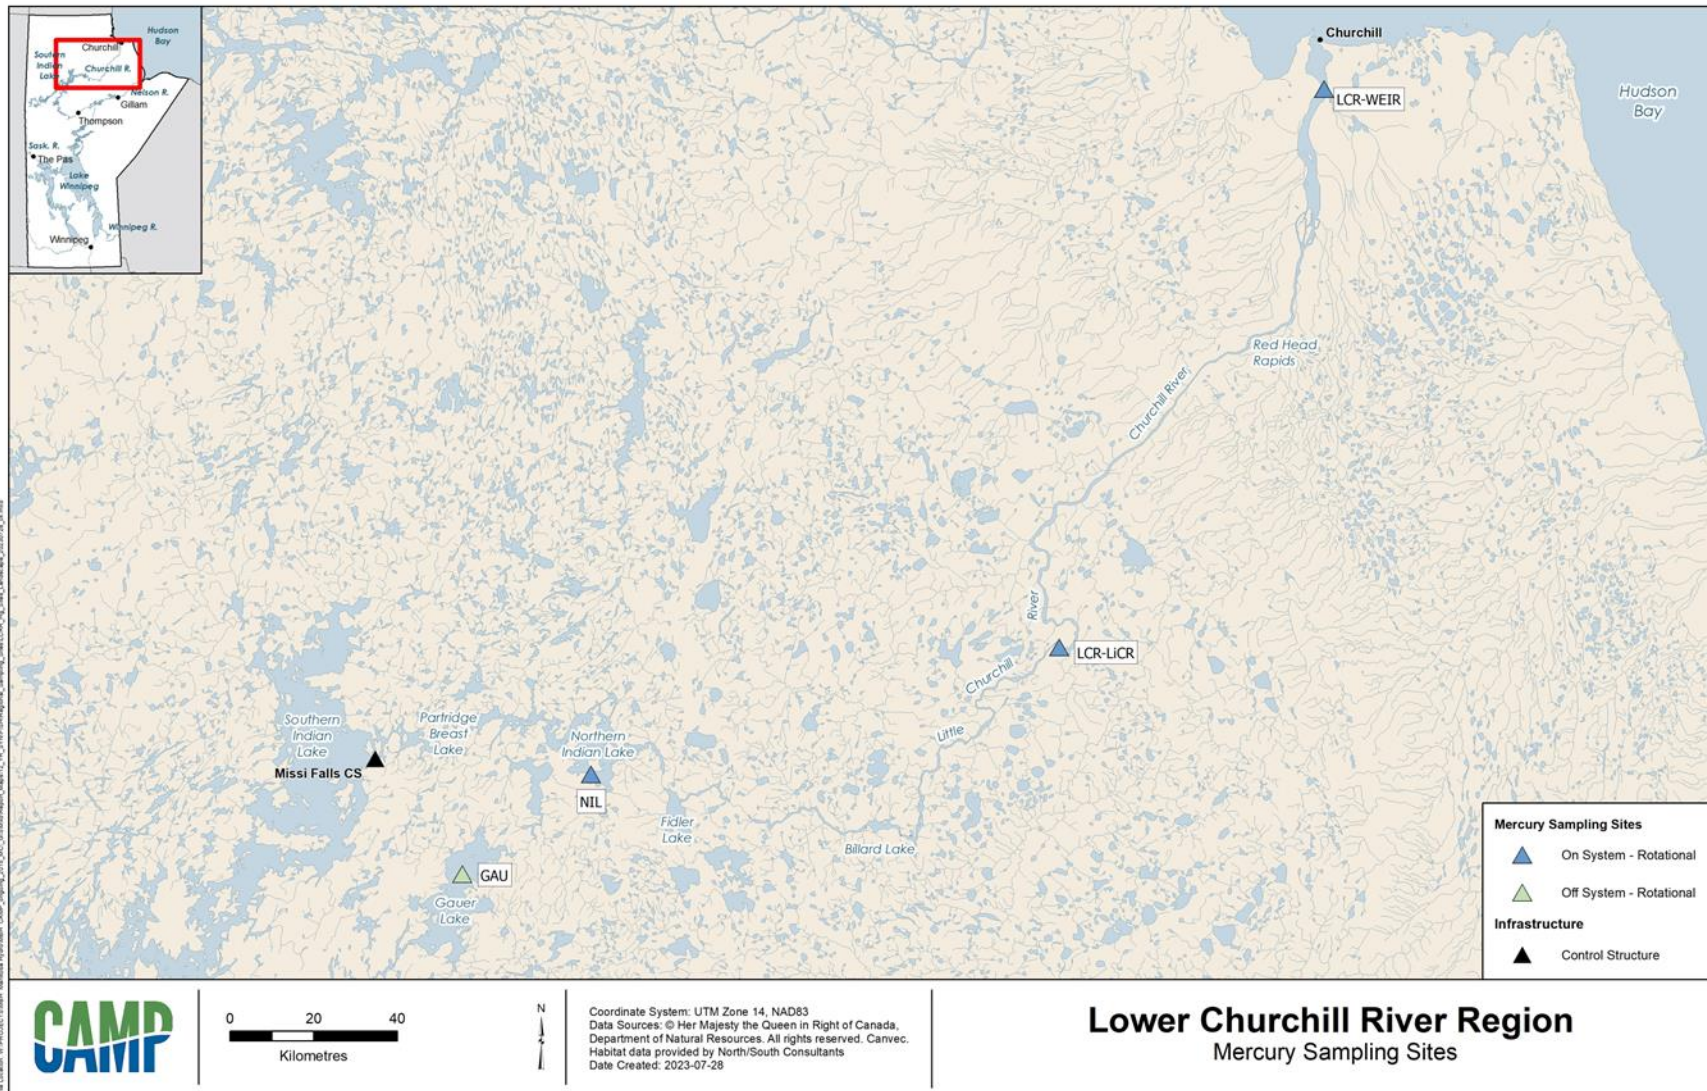 Hudson
Bay
Churchill
Southern
Indian
Lake
Churchill R.
Nelson R.
Gillam
Thompson
Sask. R.
The Pas
Lake
Winnipeg
Winnipeg R.
Winnipeg
Churchill
LCR-WEIR
Hudson
Bay
Red Head
Rapids
Churchill River
River
LCR-LiCR
Churchill
Little
Southern
Indian
Lake
Partridge
Breast
Lake
Northern
Indian Lake
Missi Falls CS
NIL
Fidler
Lake
Billard Lake
GAU
Gauer
Lake
Mercury Sampling Sites
On System - Rotational
Off System - Rotational
Infrastructure
Control Structure
CAMP
0 20 40
Kilometres
N
Coordinate System: UTM Zone 14, NAD83
Data Sources: © Her Majesty the Queen in Right of Canada,
Department of Natural Resources. All rights reserved. Canvec.
Habitat data provided by North/South Consultants
Date Created: 2023-07-28
Lower Churchill River Region
Mercury Sampling Sites